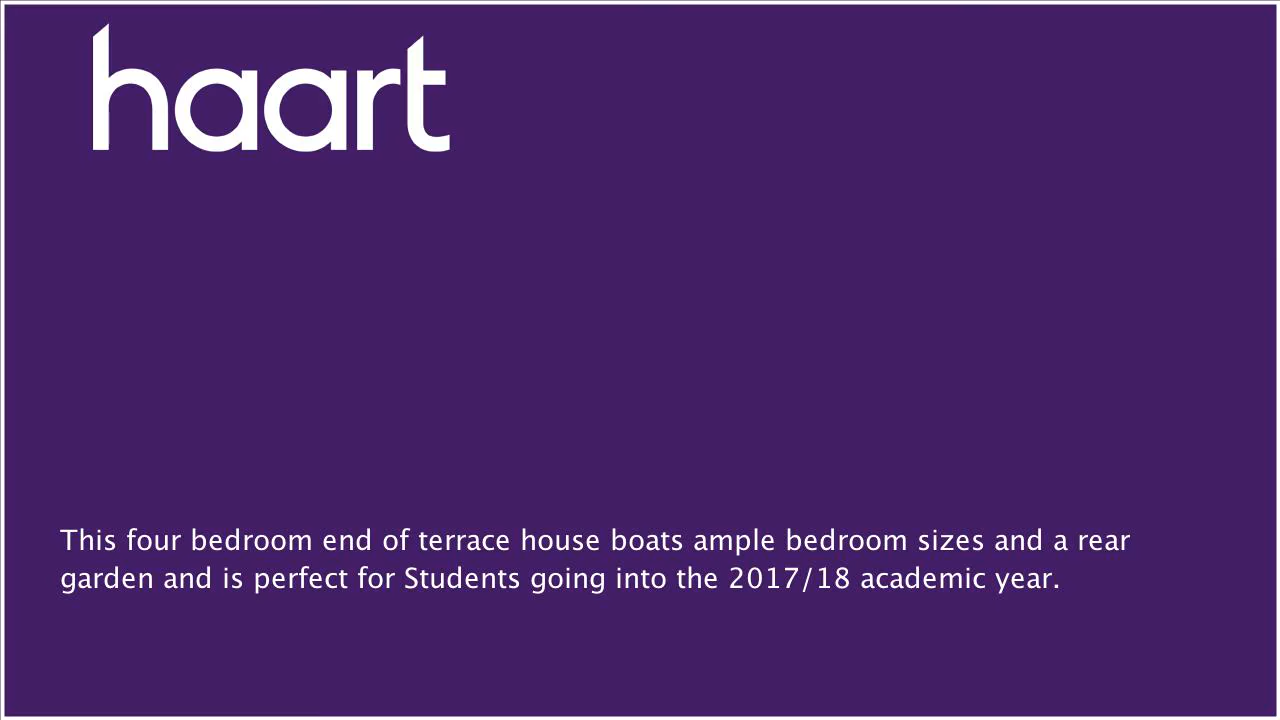 haart
This four bedroom end of terrace house boats ample bedroom sizes and a rear
garden and is perfect for Students going into the 2017/18 academic year.